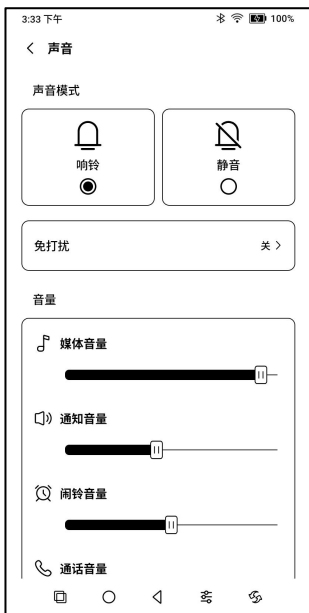 3:33 下午 100%
声音
声音模式
响铃 静音
免打扰 关
音量
媒体音量
通知音量
闹铃音量
通话音量